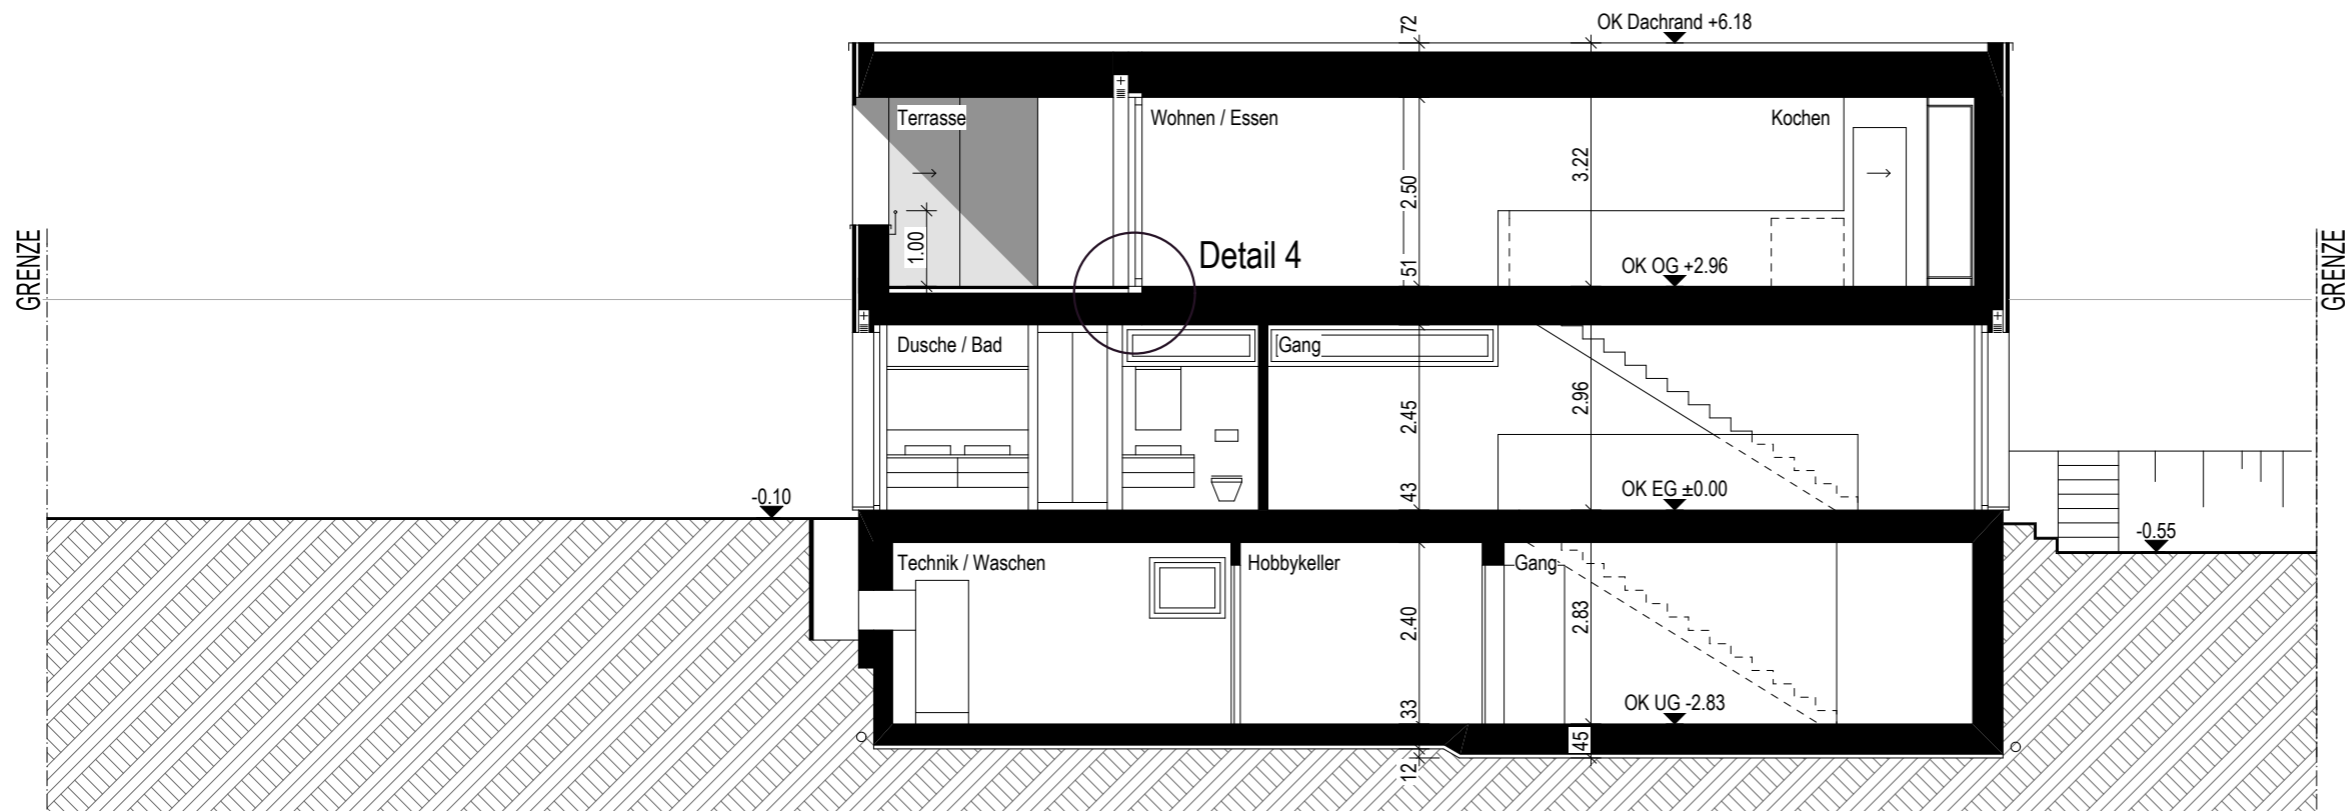 72
OK Dachrand +6.18
Terrasse
Wohnen / Essen
Kochen
2.50
3.22
1.00
GRENZE
GRENZE
Detail 4
51
OK OG +2.96
Dusche / Bad
Gang
2.45
2.96
-0.10
43
OK EG ±0.00
-0.55
Technik / Waschen
Hobbykeller
Gang
2.40
2.83
33
OK UG -2.83
45
12